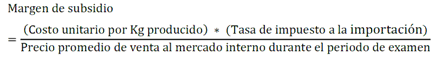 Margen de subsidio
= (Costo unitario por Kg producido) * (Tasa de impuesto a la importación)
Precio promedio de venta al mercado interno durante el periodo de examen